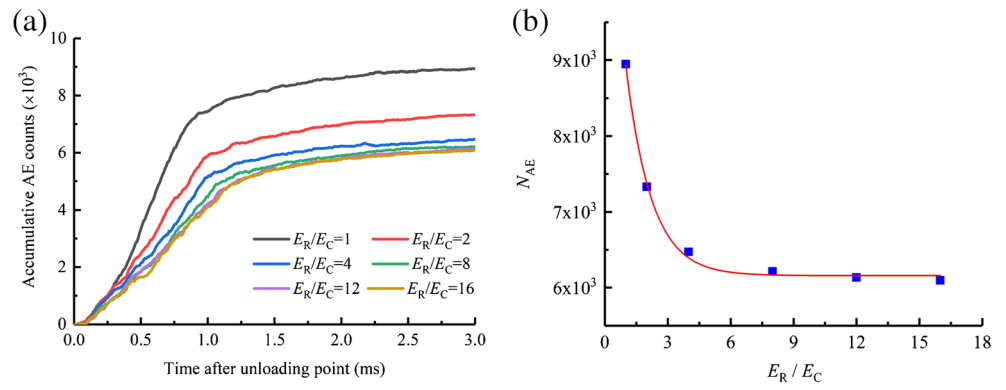 (a)
Accumulative AE counts (×10³)
10
8
6
4
2
0
E_R/E_C=1
E_R/E_C=2
E_R/E_C=4
E_R/E_C=8
E_R/E_C=12
E_R/E_C=16
0.0 0.5 1.0 1.5 2.0 2.5 3.0
Time after unloading point (ms)
(b)
N_AE
9x10³
8x10³
7x10³
6x10³
0 3 6 9 12 15 18
E_R / E_C